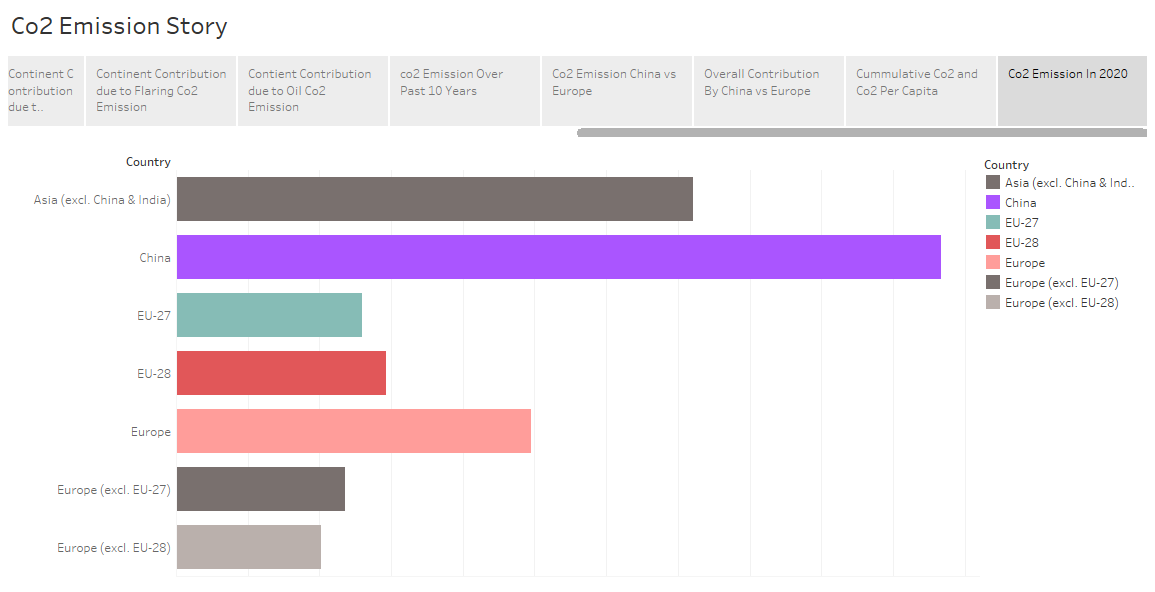 Co2 Emission Story
Continent C
ontribution
due t..
Continent Contribution
due to Flaring Co2
Emission
Contient Contribution
due to Oil Co2
Emission
co2 Emission Over
Past 10 Years
Co2 Emission China vs
Europe
Overall Contribution
By China vs Europe
Cummulative Co2 and
Co2 Per Capita
Co2 Emission In 2020
Country
Asia (excl. China & India)
China
EU-27
EU-28
Europe
Europe (excl. EU-27)
Europe (excl. EU-28)
Country
Asia (excl. China & Ind..
China
EU-27
EU-28
Europe
Europe (excl. EU-27)
Europe (excl. EU-28)